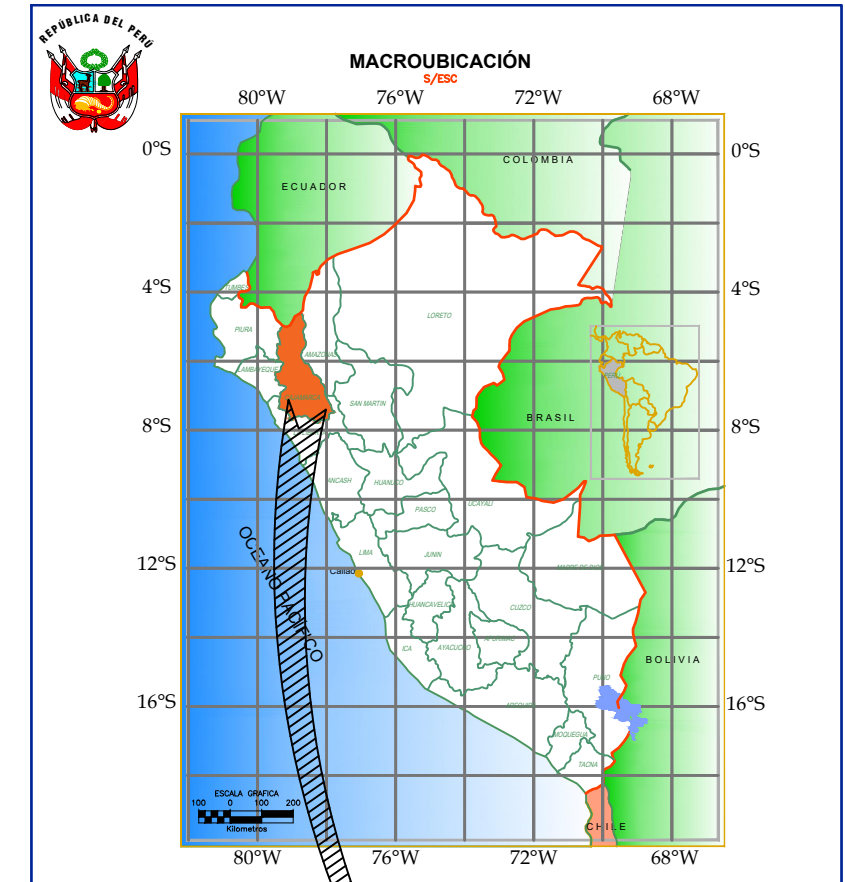 REPÚBLICA DEL PERÚ
MACROUBICACIÓN
S/ESC
80°W 76°W 72°W 68°W
0°S 0°S
COLOMBIA
ECUADOR
4°S 4°S
TUMBES
LORETO
PIURA
AMAZONAS
LAMBAYEQUE
PERU
CAJAMARCA
SAN MARTIN
BRASIL
8°S 8°S
ANCASH
HUANUCO
UCAYALI
PASCO
OCEANO PACIFICO
LIMA
JUNIN
12°S 12°S
MADRE DE DIOS
Callao
HUANCAVELICA
CUZCO
APURIMAC
ICA
AYACUCHO
BOLIVIA
PUNO
16°S 16°S
AREQUIPA
MOQUEGUA
TACNA
ESCALA GRAFICA
100 0 100 200
Kilometros
CHILE
80°W 76°W 72°W 68°W